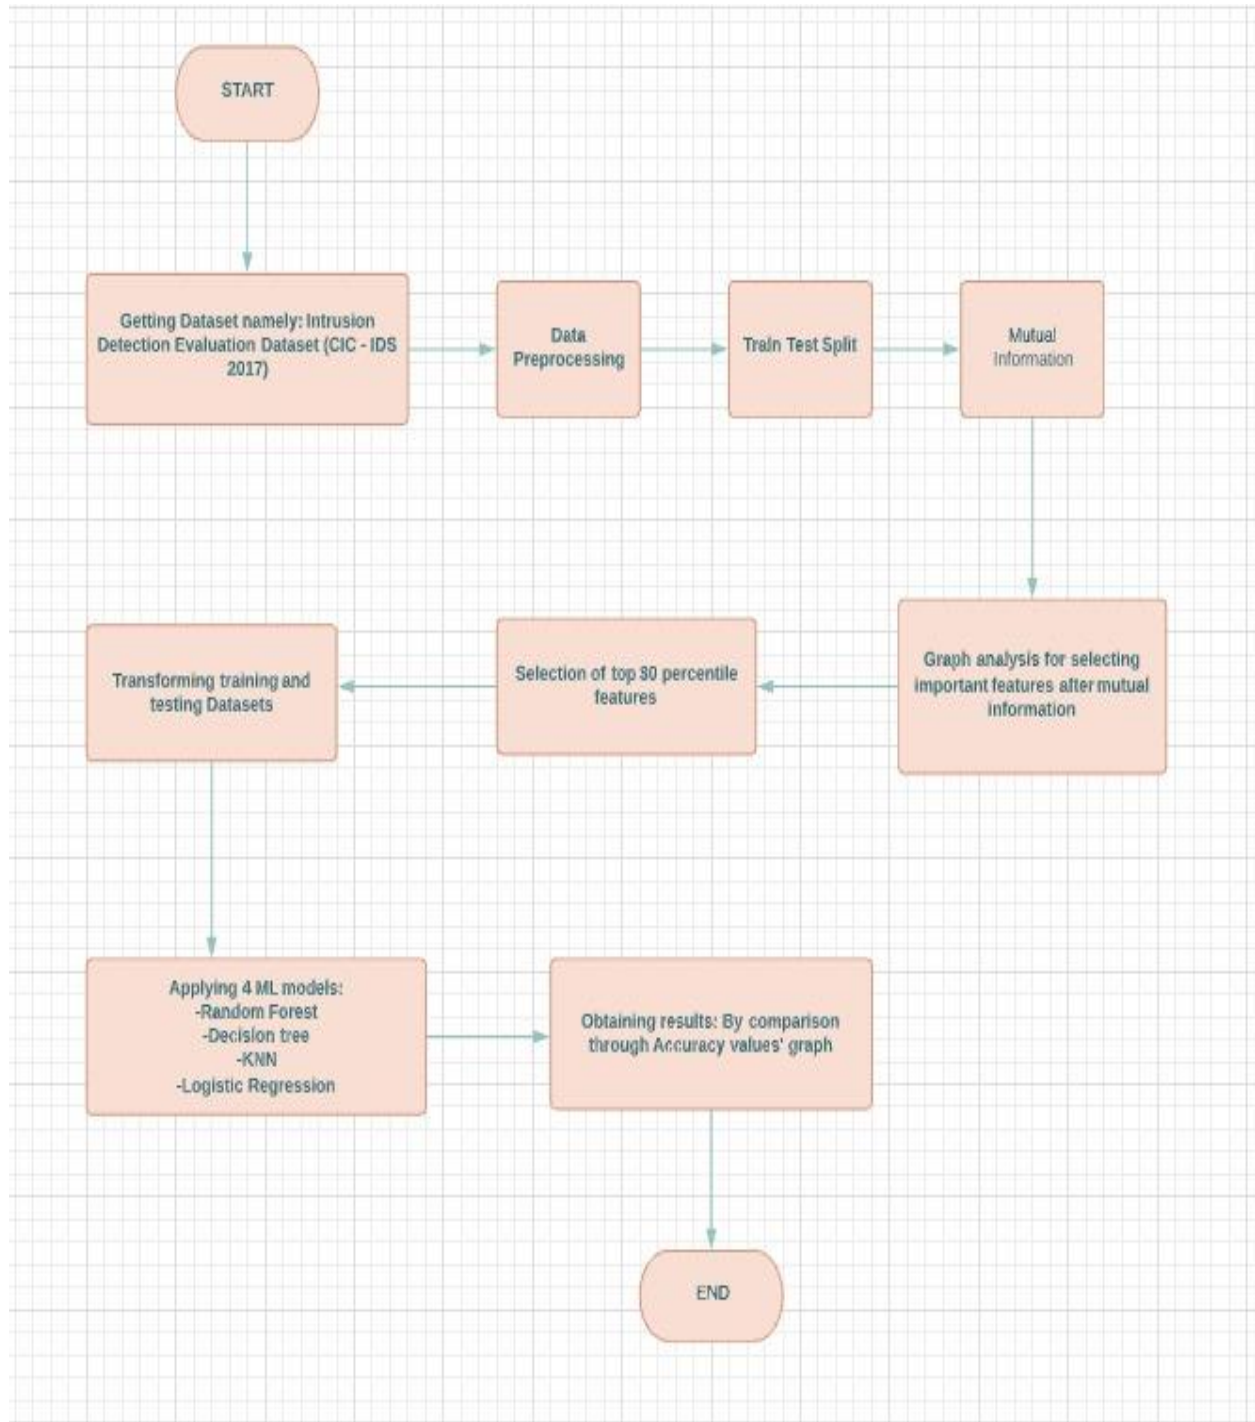 START
Getting Dataset namely: Intrusion
Detection Evaluation Dataset (CIC - IDS
2017)
Data
Preprocessing
Train Test Split
Mutual
Information
Graph analysis for selecting
important features after mutual
information
Selection of top percentile
features
Transforming training and
testing Datasets
Applying 4 ML models:
-Random Forest
-Decision tree
-KNN
-Logistic Regression
Obtaining results: By comparison
through Accuracy values' graph
END